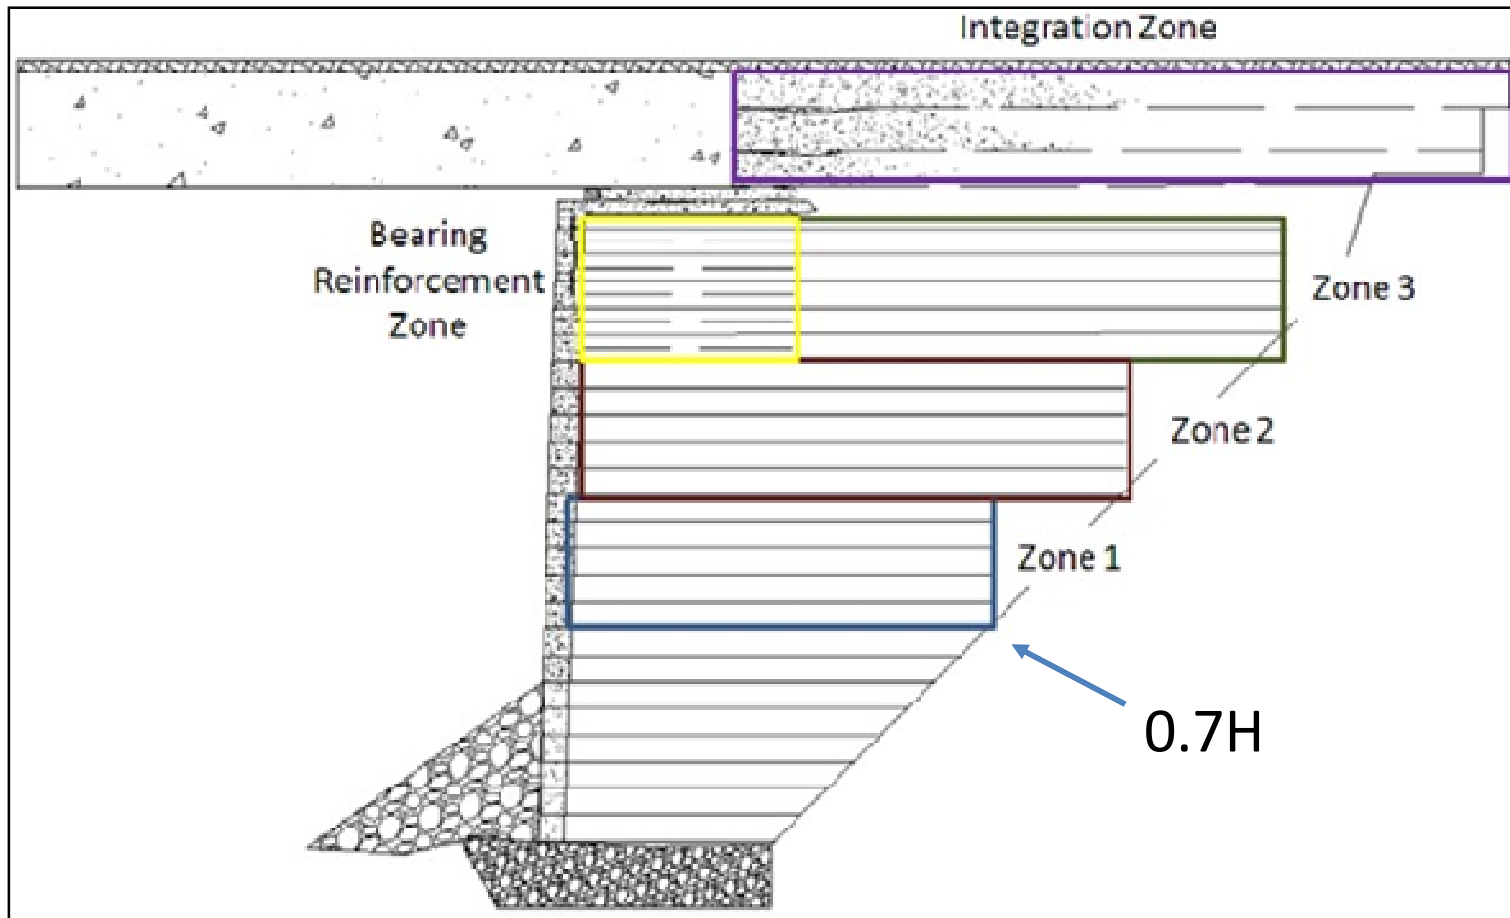 Integration Zone
Bearing
Reinforcement
Zone
Zone 3
Zone 2
Zone 1
0.7H